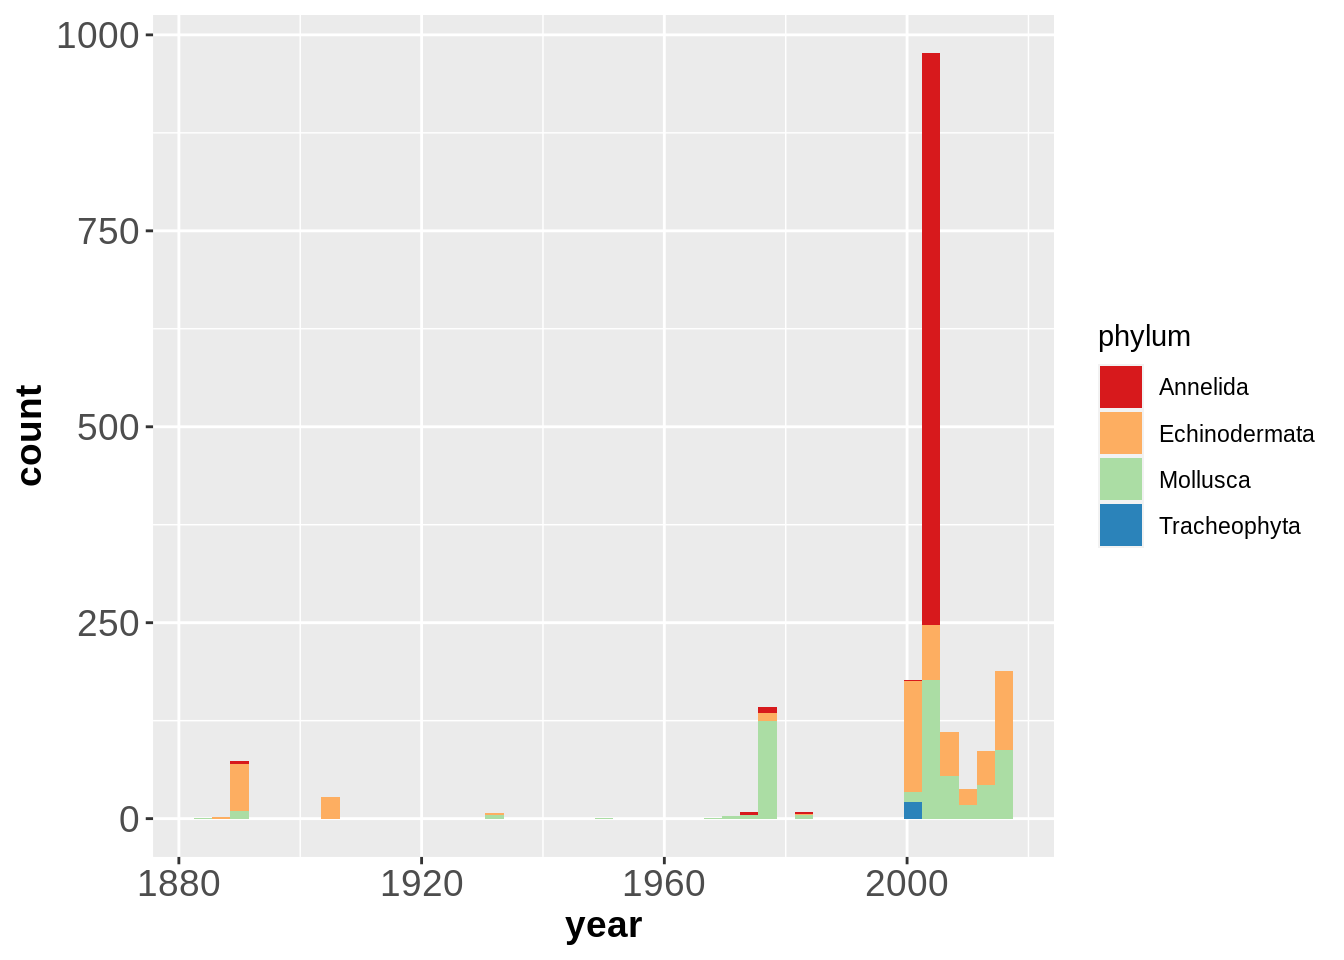 1000
750
500
250
0
count
1880 1920 1960 2000
year
phylum
Annelida
Echinodermata
Mollusca
Tracheophyta